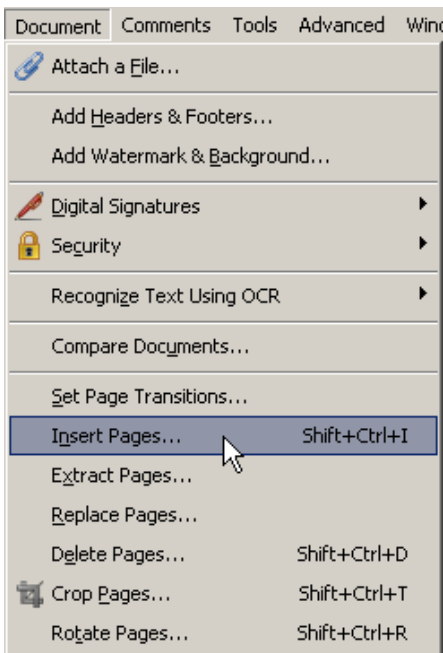 Document Comments Tools Advanced
Attach a File...
Add Headers & Footers...
Add Watermark & Background...
Digital Signatures
Security
Recognize Text Using OCR
Compare Documents...
Set Page Transitions...
Insert Pages... Shift+Ctrl+I
Extract Pages...
Replace Pages...
Delete Pages... Shift+Ctrl+D
Crop Pages... Shift+Ctrl+T
Rotate Pages... Shift+Ctrl+R